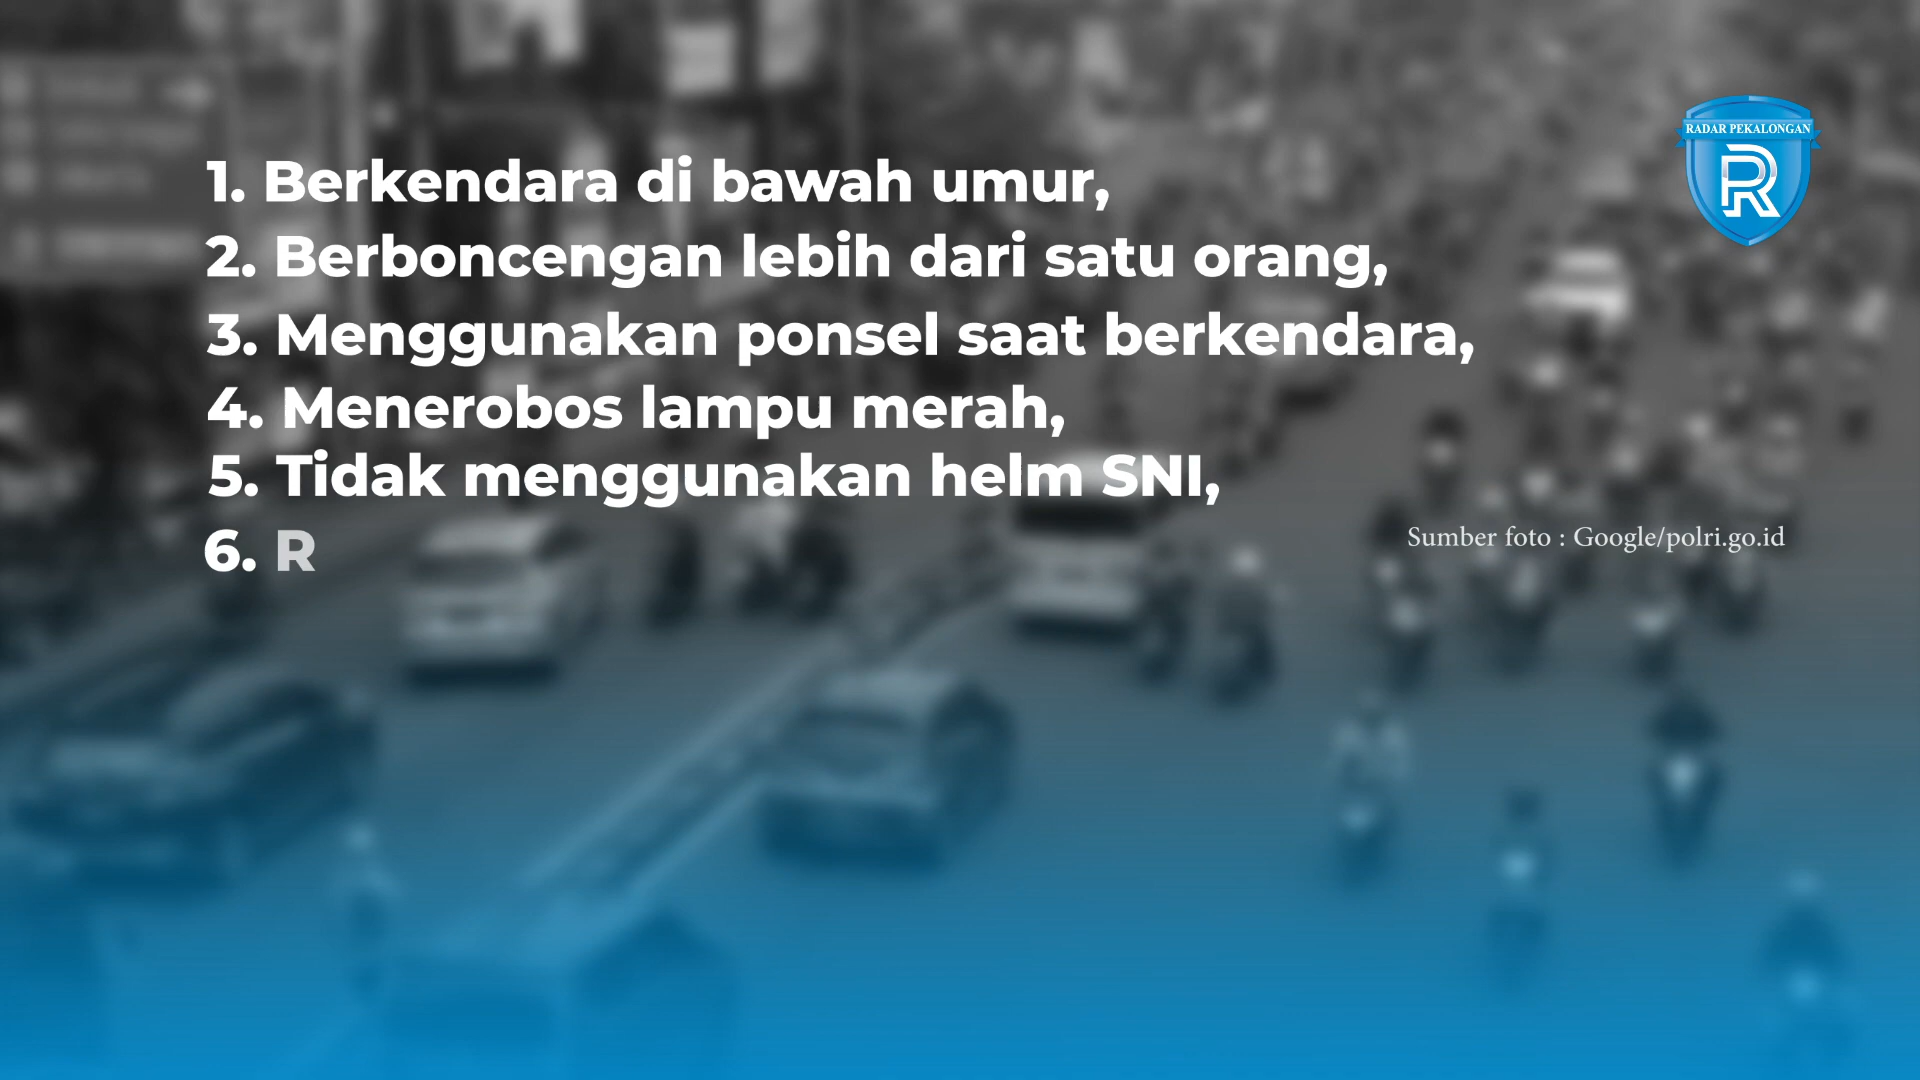 RADAR PEKALONGAN
R
1. Berkendara di bawah umur,
2. Berboncengan lebih dari satu orang,
3. Menggunakan ponsel saat berkendara,
4. Menerobos lampu merah,
5. Tidak menggunakan helm SNI,
6. R
Sumber foto : Google/polri.go.id